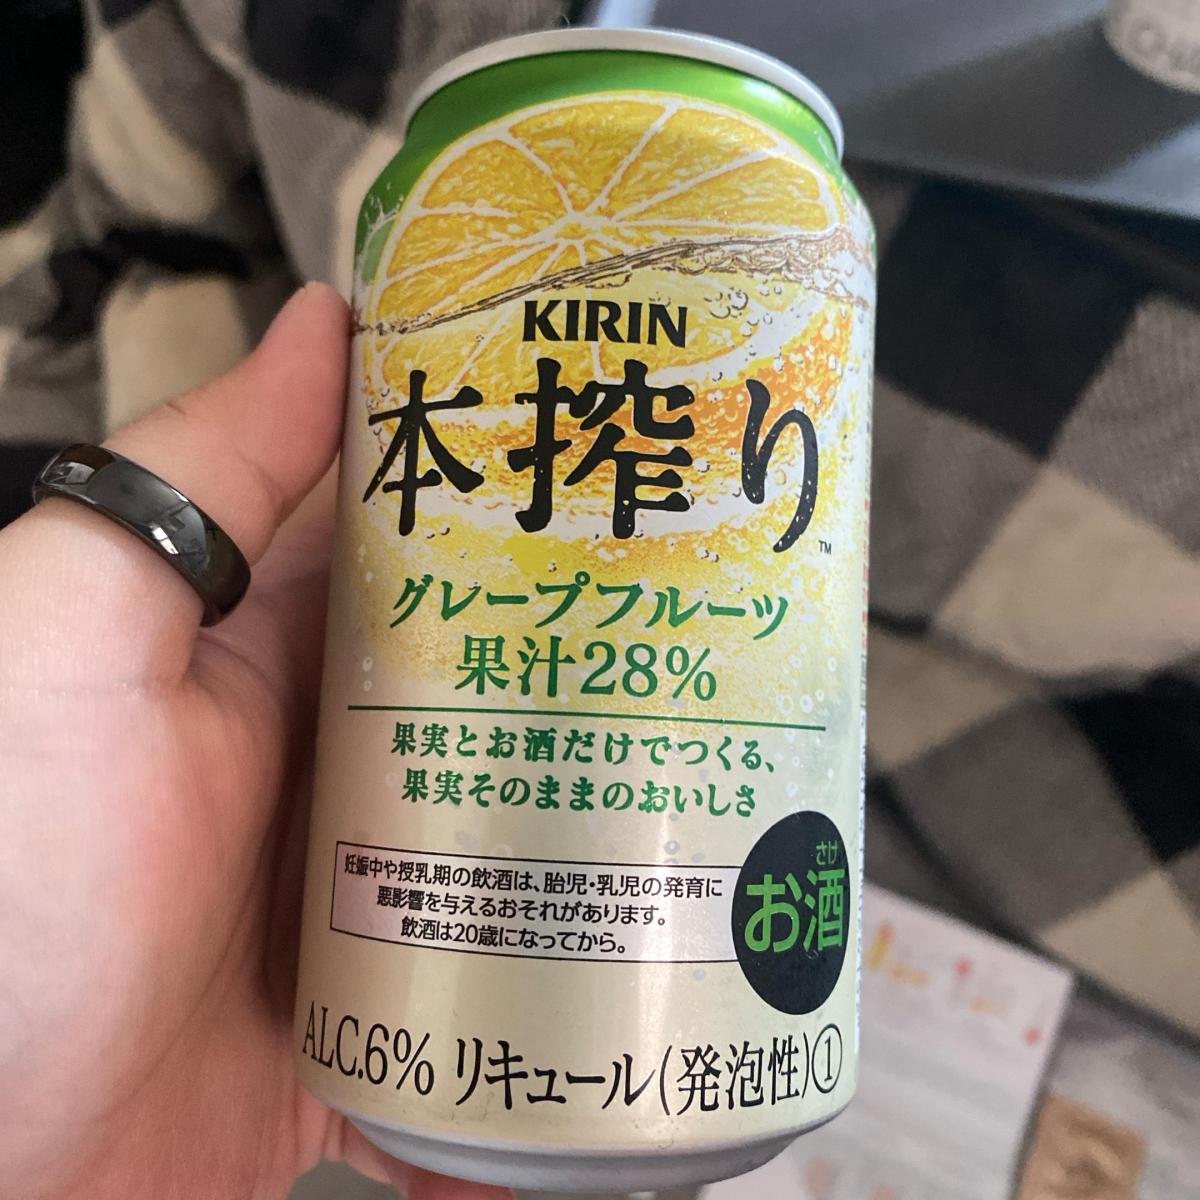 KIRIN
本搾り™
グレープフルーツ
果汁28%
果実とお酒だけでつくる、
果実そのままのおいしさ
妊娠中や授乳期の飲酒は、胎児・乳児の発育に
悪影響を与えるおそれがあります。
飲酒は20歳になってから。
さけ
お酒
ALC.6% リキュール(発泡性)①